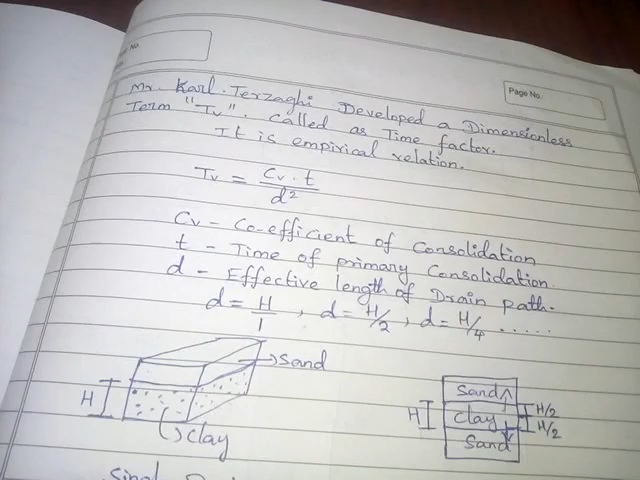 No.
Page No.
Mr. Karl. Terzaghi Developed a Dimensionless
Term "Tv". called as Time factor.
It is empirical relation.
Tv = Cv . t / d²
Cv - Co-efficient of Consolidation
t - Time of primary Consolidation.
d - Effective length of Drain path.
d = H/1 , d = H/2 , d = H/4 .....
Sand
H
clay
Sand
H
clay
H/2
H/2
Sand